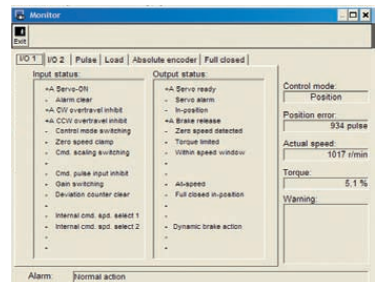 Monitor
Exit
I/O 1 I/O 2 Pulse Load Absolute encoder Full closed
Input status:
+A Servo-ON
- Alarm clear
+A CW overtravel inhibit
+A CCW overtravel inhibit
- Control mode switching
- Zero speed clamp
- Cmd. scaling switching
-
- Cmd. pulse input inhibit
- Gain switching
- Deviation counter clear
-
- Internal cmd. spd. select 1
- Internal cmd. spd. select 2
-
-
Output status:
+A Servo ready
- Servo alarm
- In-position
+A Brake release
- Zero speed detected
- Torque limited
- Within speed window
-
-
- At-speed
- Full closed in-position
-
-
- Dynamic brake action
-
-
Control mode:
Position
Position error:
934 pulse
Actual speed:
1017 r/min
Torque:
5,1 %
Warning:
Alarm: Normal action